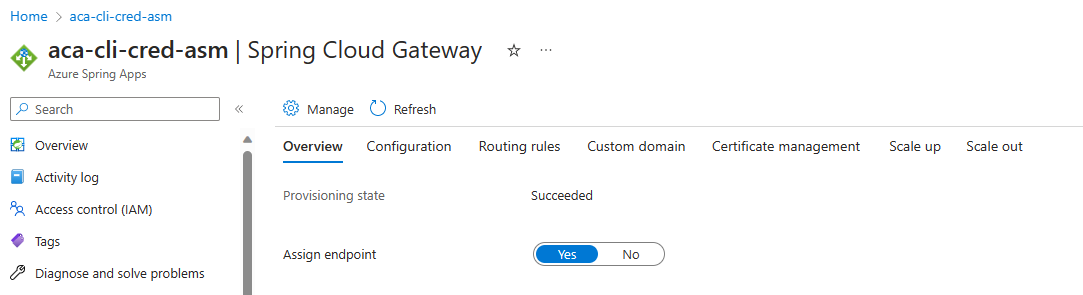 Home > aca-cli-cred-asm
aca-cli-cred-asm | Spring Cloud Gateway ☆ ...
Azure Spring Apps
Search «
Manage Refresh
Overview
Activity log
Access control (IAM)
Tags
Diagnose and solve problems
Overview Configuration Routing rules Custom domain Certificate management Scale up Scale out
Provisioning state Succeeded
Assign endpoint Yes No